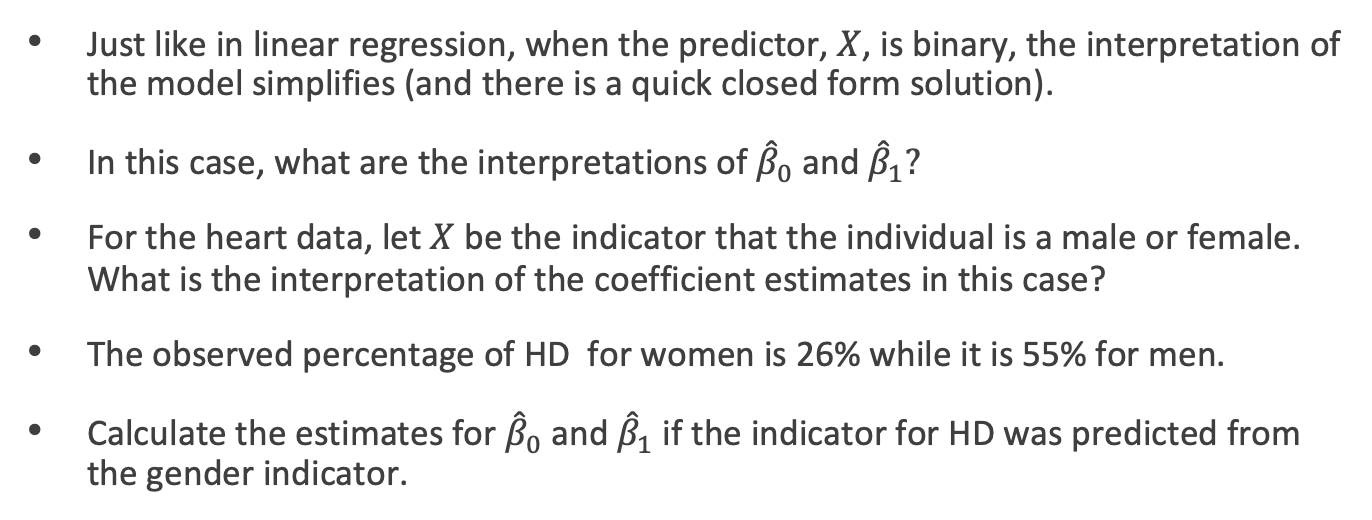 • Just like in linear regression, when the predictor, X, is binary, the interpretation of
the model simplifies (and there is a quick closed form solution).
• In this case, what are the interpretations of β̂₀ and β̂₁?
• For the heart data, let X be the indicator that the individual is a male or female.
What is the interpretation of the coefficient estimates in this case?
• The observed percentage of HD for women is 26% while it is 55% for men.
• Calculate the estimates for β̂₀ and β̂₁ if the indicator for HD was predicted from
the gender indicator.